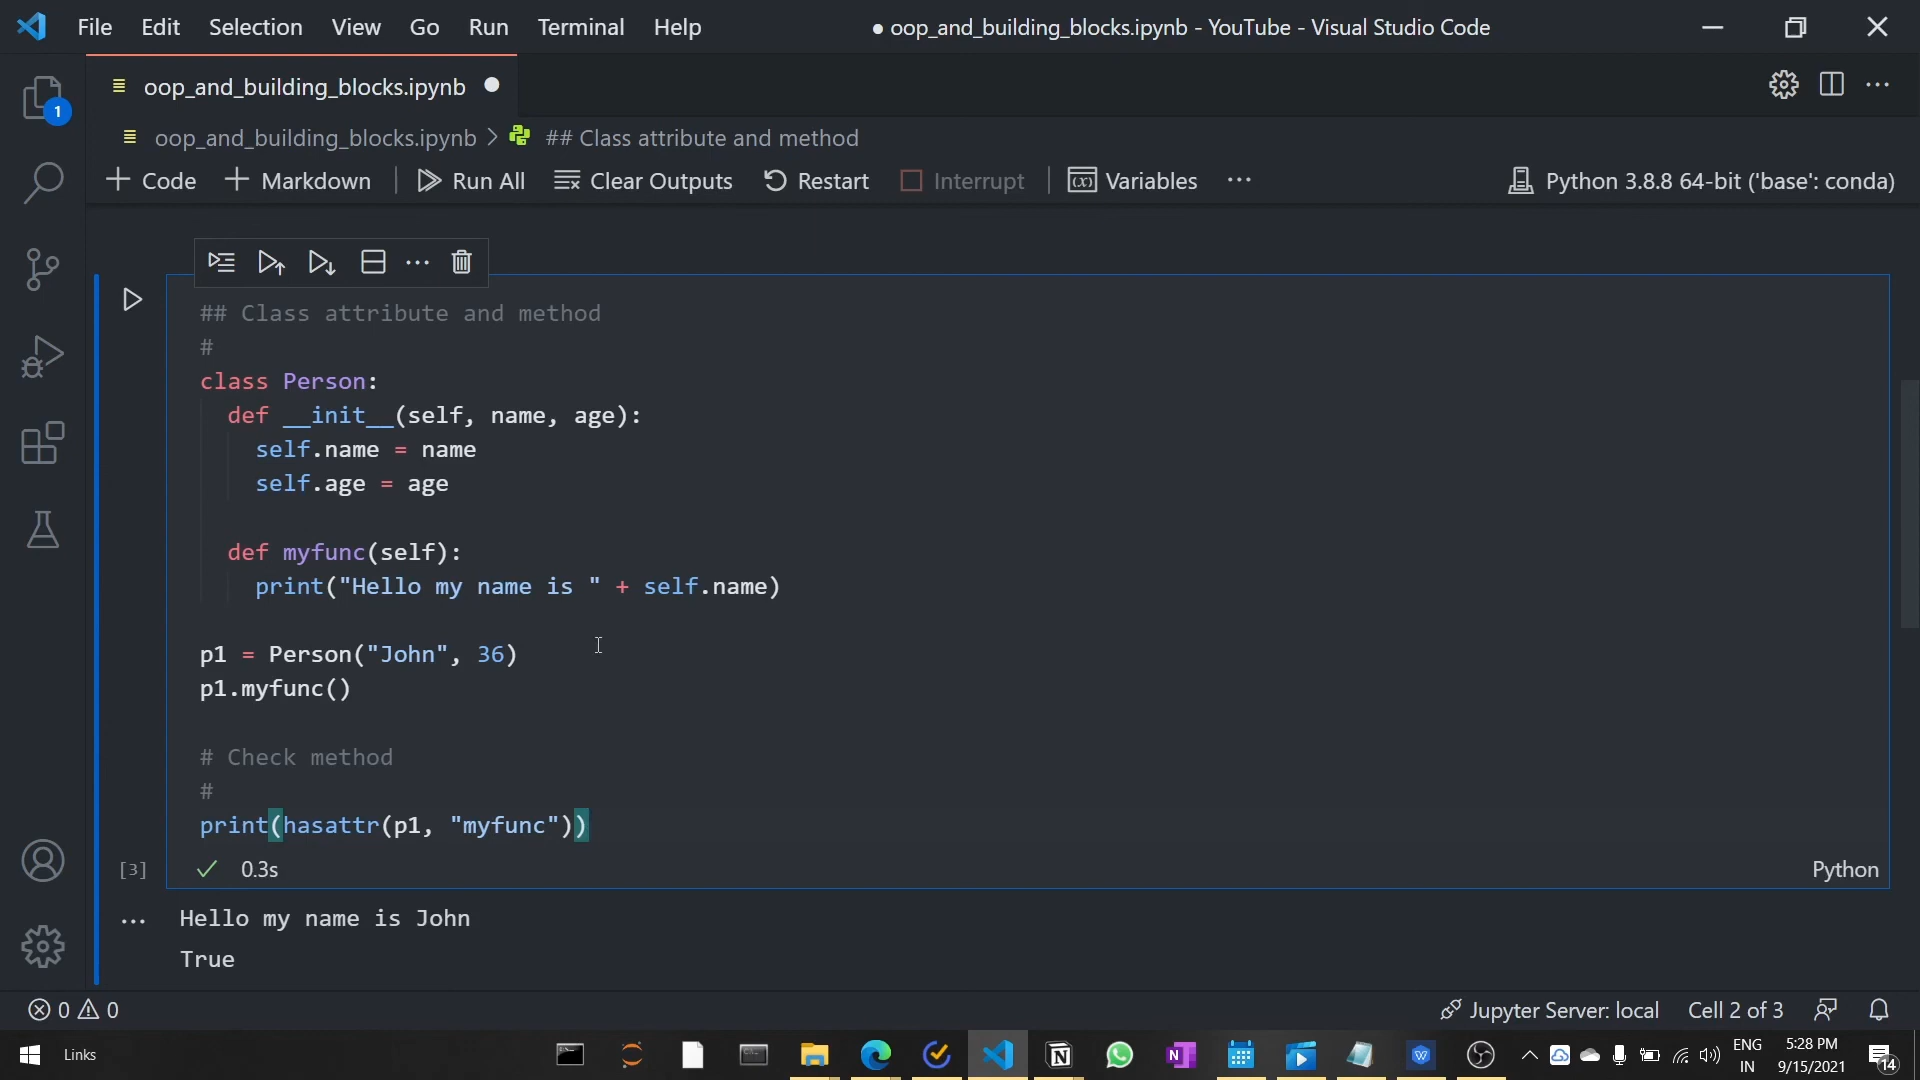 File Edit Selection View Go Run Terminal Help ● oop_and_building_blocks.ipynb - YouTube - Visual Studio Code
1
oop_and_building_blocks.ipynb
oop_and_building_blocks.ipynb > ## Class attribute and method
+ Code + Markdown Run All Clear Outputs Restart Interrupt (x) Variables ... Python 3.8.8 64-bit ('base': conda)
## Class attribute and method
#
class Person:
def __init__(self, name, age):
self.name = name
self.age = age
def myfunc(self):
print("Hello my name is " + self.name)
p1 = Person("John", 36)
p1.myfunc()
# Check method
#
print(hasattr(p1, "myfunc"))
[3] 0.3s Python
Hello my name is John
True
0 0 Jupyter Server: local Cell 2 of 3
Links N N W ENG 5:28 PM
IN 9/15/2021 14